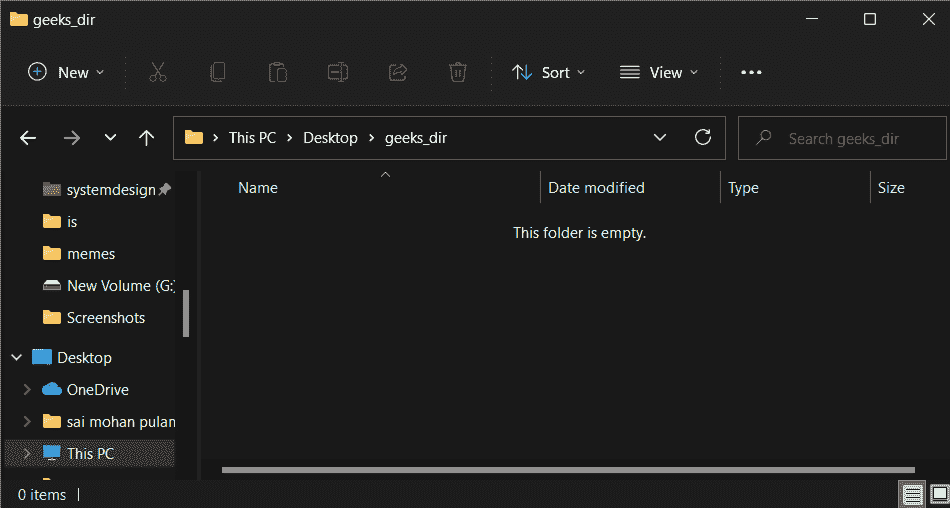 geeks_dir
New Sort View
This PC Desktop geeks_dir Search geeks_dir
Name Date modified Type Size
This folder is empty.
systemdesign
is
memes
New Volume (G:)
Screenshots
Desktop
OneDrive
sai mohan pulam
This PC
0 items